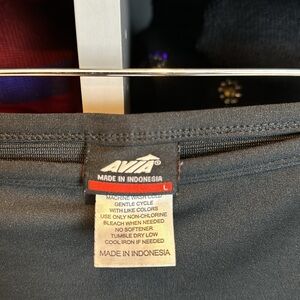 AVIA®
MADE IN INDONESIA
L
MACHINE WASH COLD
GENTLE CYCLE
WITH LIKE COLORS
USE ONLY NON-CHLORINE
BLEACH WHEN NEEDED
NO SOFTENER
TUMBLE DRY LOW
COOL IRON IF NEEDED
MADE IN INDONESIA